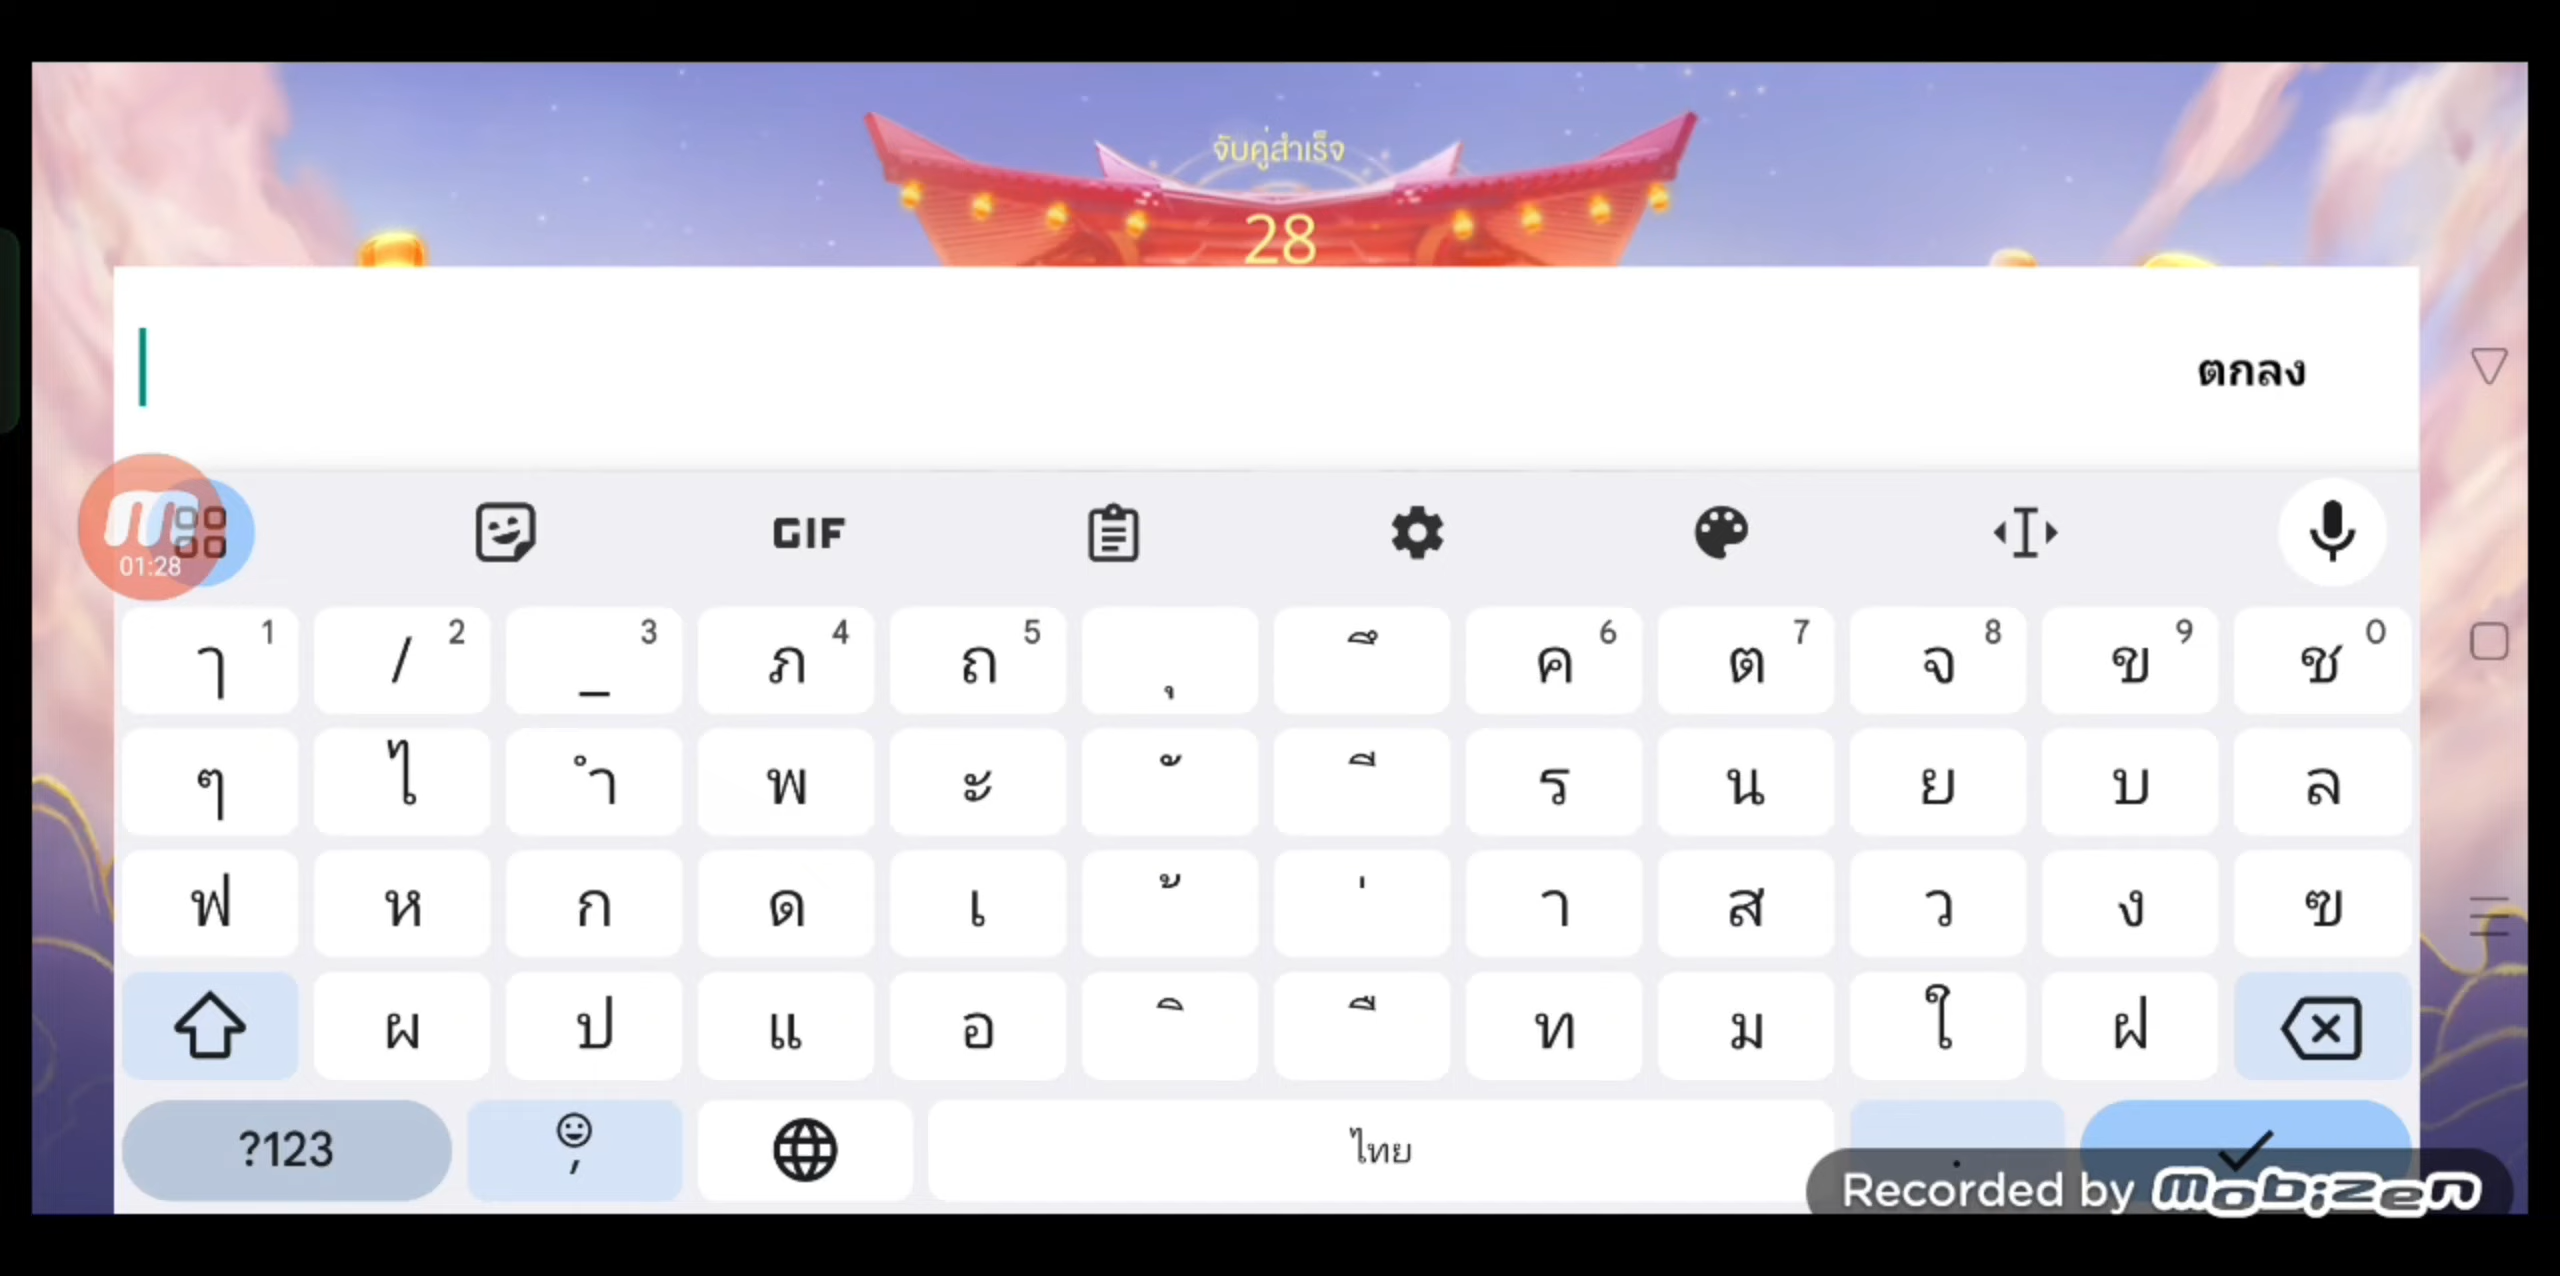 จับคู่สำเร็จ
28
ตกลง
01:28
GIF
ๅ 1 / 2 _ 3 ภ 4 ถ 5 ุ ึ ค 6 ต 7 จ 8 ข 9 ช 0
ๆ ไ ำ พ ะ ั ี ร น ย บ ล
ฟ ห ก ด เ ้ ่ า ส ว ง ฃ
ผ ป แ อ ิ ื ท ม ใ ฝ
?123 , ไทย .
Recorded by mobizen